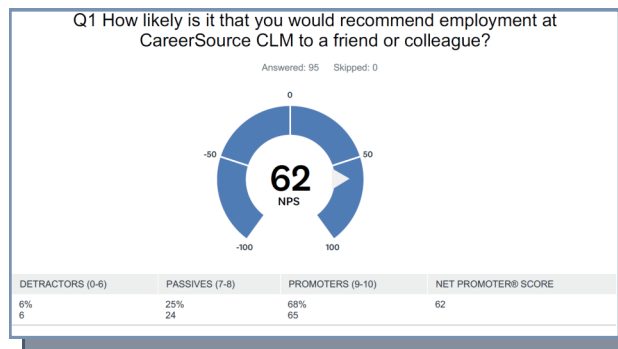 Q1 How likely is it that you would recommend employment at
CareerSource CLM to a friend or colleague?
Answered: 95 Skipped: 0
0
-50
50
62
NPS
-100
100
DETRACTORS (0-6) PASSIVES (7-8) PROMOTERS (9-10) NET PROMOTER® SCORE
6% 25% 68% 62
6 24 65